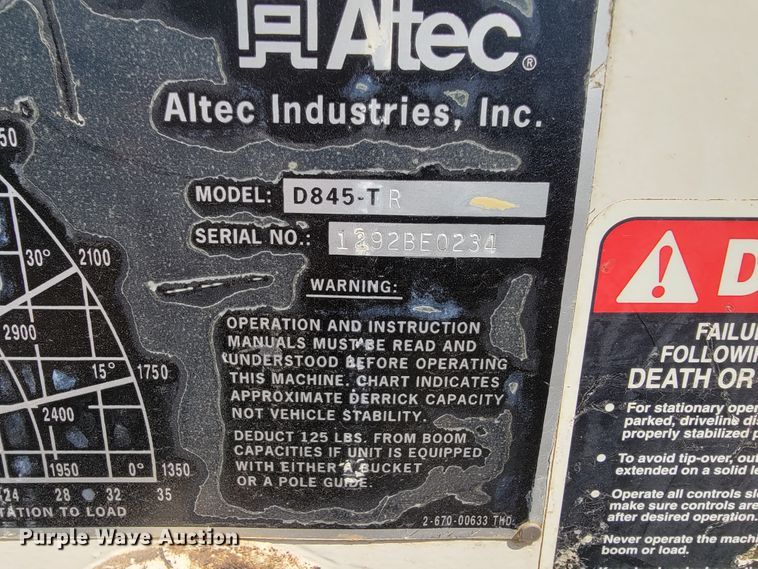 Altec®
Altec Industries, Inc.
MODEL: D845-TR
SERIAL NO.: 1292BE0234
WARNING:
OPERATION AND INSTRUCTION
MANUALS MUST BE READ AND
UNDERSTOOD BEFORE OPERATING
THIS MACHINE. CHART INDICATES
APPROXIMATE DERRICK CAPACITY
NOT VEHICLE STABILITY.
DEDUCT 125 LBS. FROM BOOM
CAPACITIES IF UNIT IS EQUIPPED
WITH EITHER A BUCKET
OR A POLE GUIDE.
2-670-00633
50
30° 2100
2900
15° 1750
2400
1950 0° 1350
24 28 32 35
TATION TO LOAD
D
FAILU
FOLLOWIN
DEATH OR
• For stationary oper
parked, driveline dis
properly stabilized p
• To avoid tip-over, out
extended on a solid le
• Operate all controls slo
make sure controls are
after desired operation.
• Never operate the machi
boom or load.
Purple Wave Auction